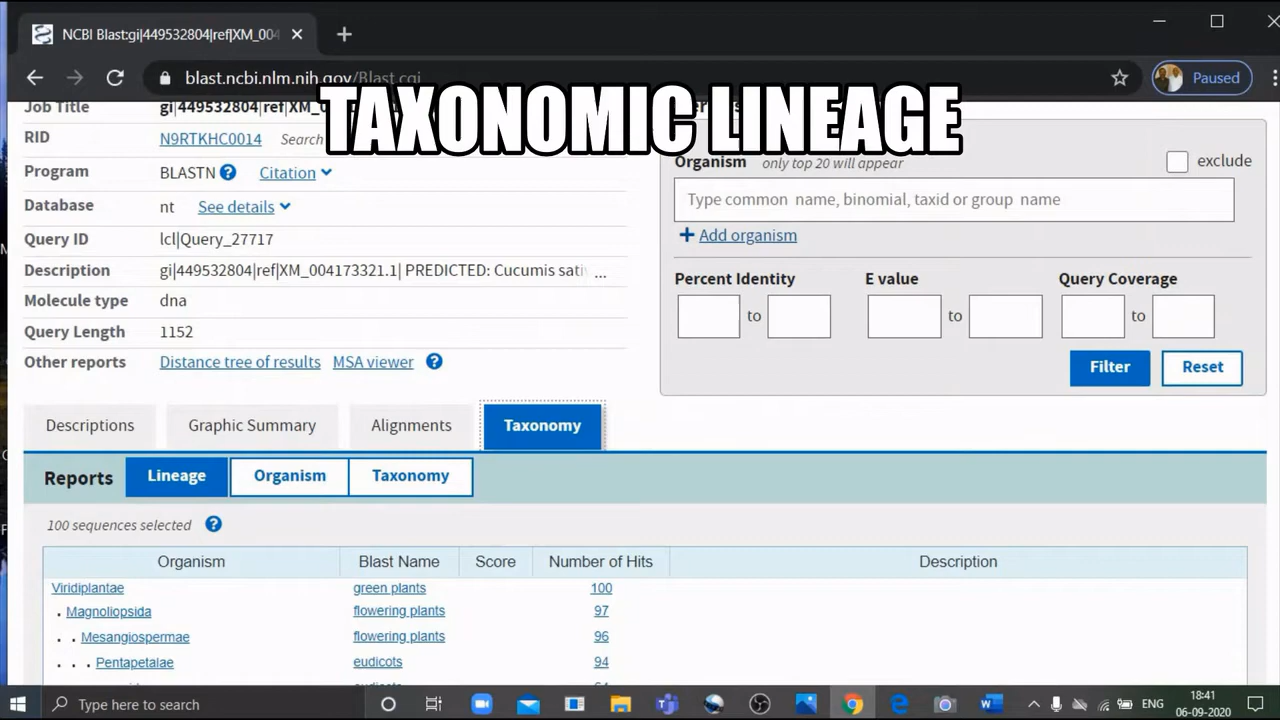 NCBI Blast:gi|449532804|ref|XM_004
blast.ncbi.nlm.nih.gov/Blast.cgi
Paused
TAXONOMIC LINEAGE
Job Title gi|449532804|ref|XM_0
RID N9RTKHC0014 Search
Program BLASTN ? Citation
Database nt See details
Query ID lcl|Query_27717
Description gi|449532804|ref|XM_004173321.1| PREDICTED: Cucumis sati ...
Molecule type dna
Query Length 1152
Other reports Distance tree of results MSA viewer ?
Organism only top 20 will appear exclude
Type common name, binomial, taxid or group name
+ Add organism
Percent Identity E value Query Coverage
to to to
Filter Reset
Descriptions Graphic Summary Alignments Taxonomy
Reports Lineage Organism Taxonomy
100 sequences selected ?
Organism Blast Name Score Number of Hits Description
Viridiplantae green plants 100
. Magnoliopsida flowering plants 97
. . Mesangiospermae flowering plants 96
. . . Pentapetalae eudicots 94
Type here to search
ENG
18:41
06-09-2020